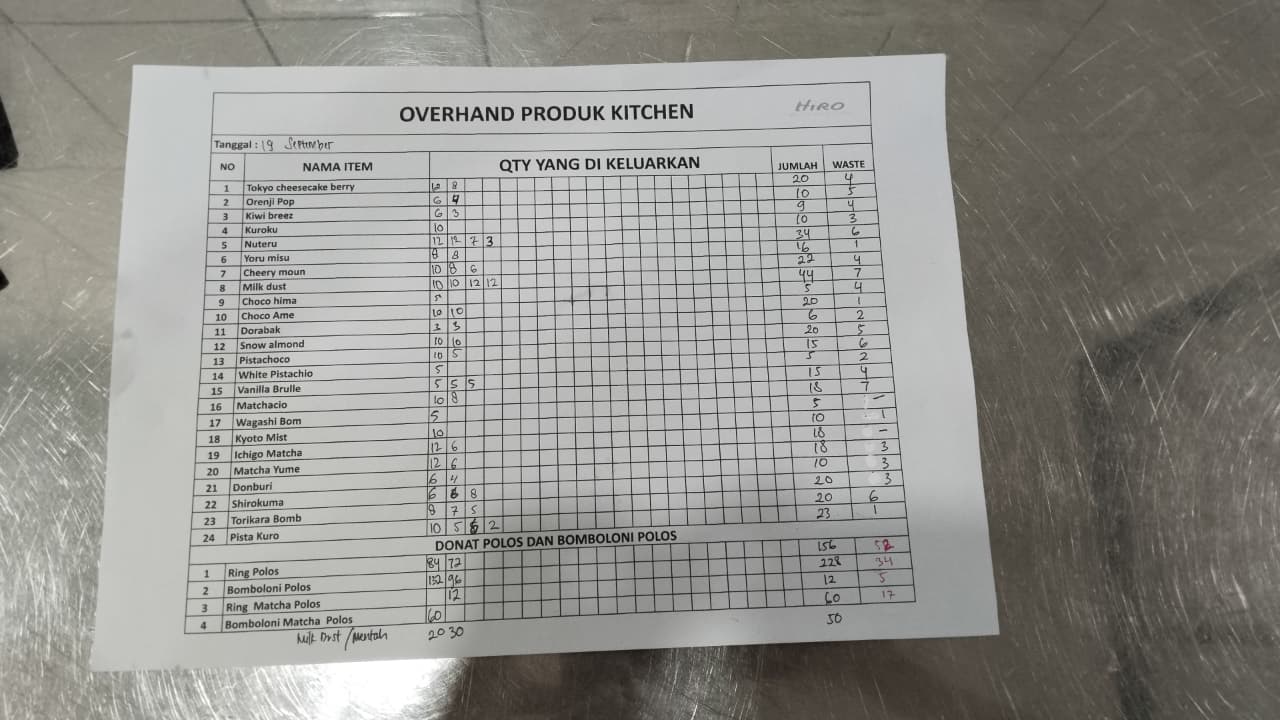 OVERHAND PRODUK KITCHEN HIRO
Tanggal : 19 September
NO NAMA ITEM QTY YANG DI KELUARKAN JUMLAH WASTE
1 Tokyo cheesecake berry 8 20 4
2 Orenji Pop 6 4 10 5
3 Kiwi breez 6 3 9 4
4 Kuroku 10 10 3
5 Nuteru 12 12 7 3 34 6
6 Yoru misu 8 8 16 1
7 Cheery moun 10 8 6 22 4
8 Milk dust 10 10 12 12 44 7
9 Choco hima 5 5 4
10 Choco Ame 10 10 20 1
11 Dorabak 3 3 6 2
12 Snow almond 10 10 20 5
13 Pistachoco 10 5 15 6
14 White Pistachio 5 5 2
15 Vanilla Brulle 5 5 5 15 4
16 Matchacio 10 8 18 7
17 Wagashi Bom 5 5 -
18 Kyoto Mist 10 10 1
19 Ichigo Matcha 12 6 18 -
20 Matcha Yume 12 6 18 3
21 Donburi 6 4 10 3
22 Shirokuma 6 6 8 20 3
23 Torikara Bomb 8 7 5 20 6
24 Pista Kuro 10 5 6 2 23 1
DONAT POLOS DAN BOMBOLONI POLOS
1 Ring Polos 84 72 156 52
2 Bomboloni Polos 132 96 228 34
3 Ring Matcha Polos 12 12 5
4 Bomboloni Matcha Polos 60 60 17
Milk Dust / Mentah 20 30 50